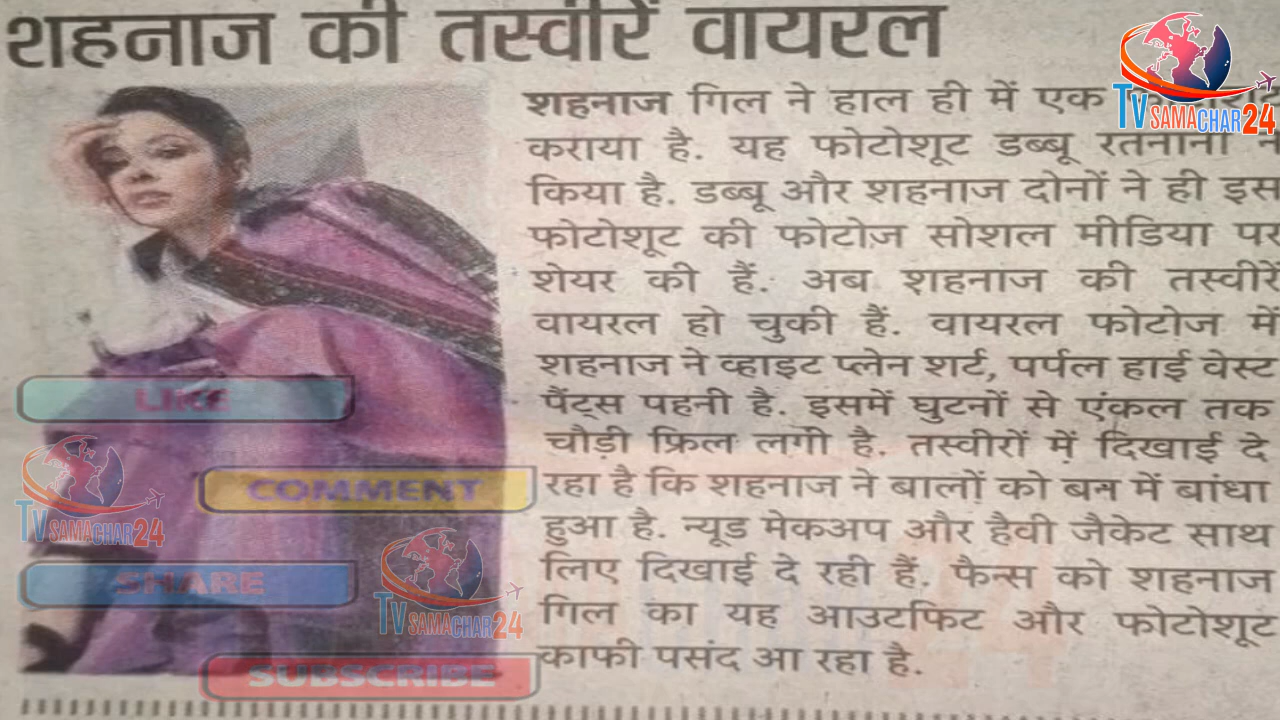 शहनाज की तस्वीरें वायरल
शहनाज गिल ने हाल ही में एक
कराया है. यह फोटोशूट डब्बू रतनानी ने
किया है. डब्बू और शहनाज दोनों ने ही इस
फोटोशूट की फोटोज़ सोशल मीडिया पर
शेयर की हैं. अब शहनाज की तस्वीरें
वायरल हो चुकी हैं. वायरल फोटोज में
शहनाज ने व्हाइट प्लेन शर्ट, पर्पल हाई वेस्ट
पैंट्स पहनी है. इसमें घुटनों से एंकल तक
चौड़ी फ्रिल लगी है. तस्वीरों में दिखाई दे
रहा है कि शहनाज ने बालों को बन में बांधा
हुआ है. न्यूड मेकअप और हैवी जैकेट साथ
लिए दिखाई दे रही हैं. फैन्स को शहनाज
गिल का यह आउटफिट और फोटोशूट
काफी पसंद आ रहा है.
TV SAMACHAR 24
LIKE
COMMENT
TV SAMACHAR 24
SHARE
TV SAMACHAR 24
SUBSCRIBE